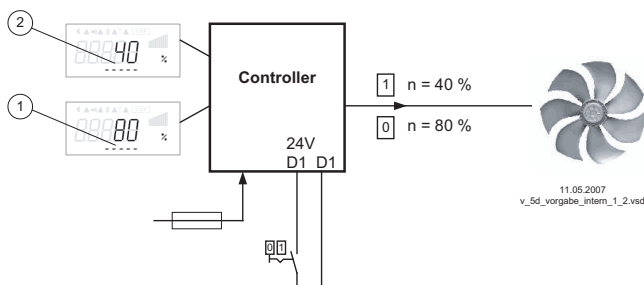 2
40
%
1
80
%
Controller
24V
D1 D1
1 n = 40 %
0 n = 80 %
0 1
11.05.2007
v_5d_vorgabe_intern_1_2.vsd